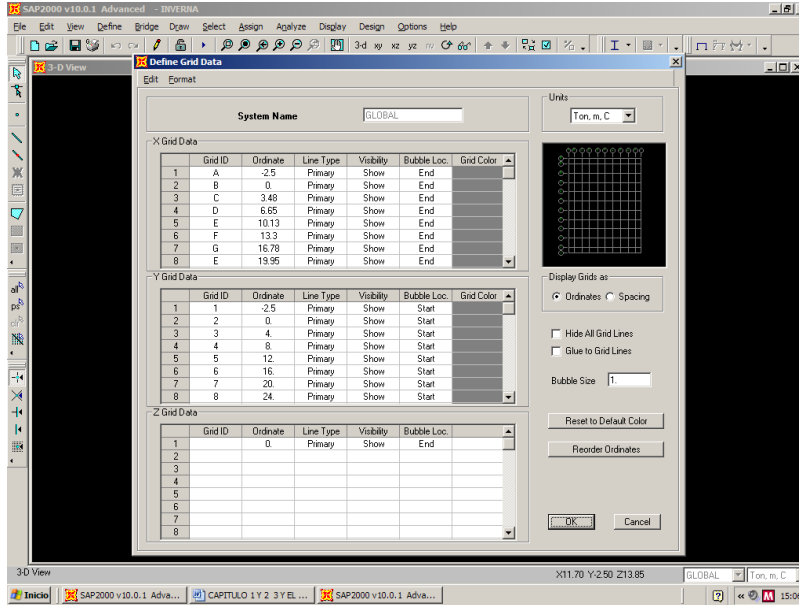 SAP2000 v10.0.1 Advanced - INVERNA
File Edit View Define Bridge Draw Select Assign Analyze Display Design Options Help
3-d xy xz yz nv
3-D View
Define Grid Data
Edit Format
System Name GLOBAL
Units
Ton, m, C
X Grid Data
Grid ID Ordinate Line Type Visibility Bubble Loc. Grid Color
1 A -2.5 Primary Show End
2 B 0. Primary Show End
3 C 3.48 Primary Show End
4 D 6.65 Primary Show End
5 E 10.13 Primary Show End
6 F 13.3 Primary Show End
7 G 16.78 Primary Show End
8 E 19.95 Primary Show End
Y Grid Data
Grid ID Ordinate Line Type Visibility Bubble Loc. Grid Color
1 1 -2.5 Primary Show Start
2 2 0. Primary Show Start
3 3 4. Primary Show Start
4 4 8. Primary Show Start
5 5 12. Primary Show Start
6 6 16. Primary Show Start
7 7 20. Primary Show Start
8 8 24. Primary Show Start
Z Grid Data
Grid ID Ordinate Line Type Visibility Bubble Loc.
1 0. Primary Show End
2
3
4
5
6
7
8
Display Grids as
Ordinates Spacing
Hide All Grid Lines
Glue to Grid Lines
Bubble Size 1.
Reset to Default Color
Reorder Ordinates
OK Cancel
all
ps
clr
3-D View X11.70 Y-2.50 Z13.85 GLOBAL Ton, m, C
Inicio SAP2000 v10.0.1 Adva... CAPITULO 1 Y 2 3 Y EL ... SAP2000 v10.0.1 Adva... 15:06